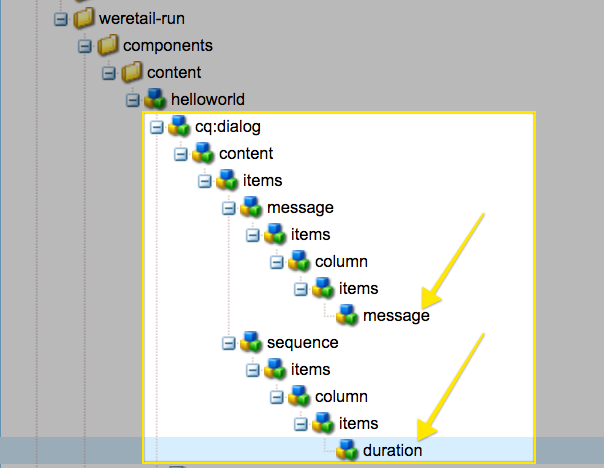 weretail-run
components
content
helloworld
cq:dialog
content
items
message
items
column
items
message
sequence
items
column
items
duration